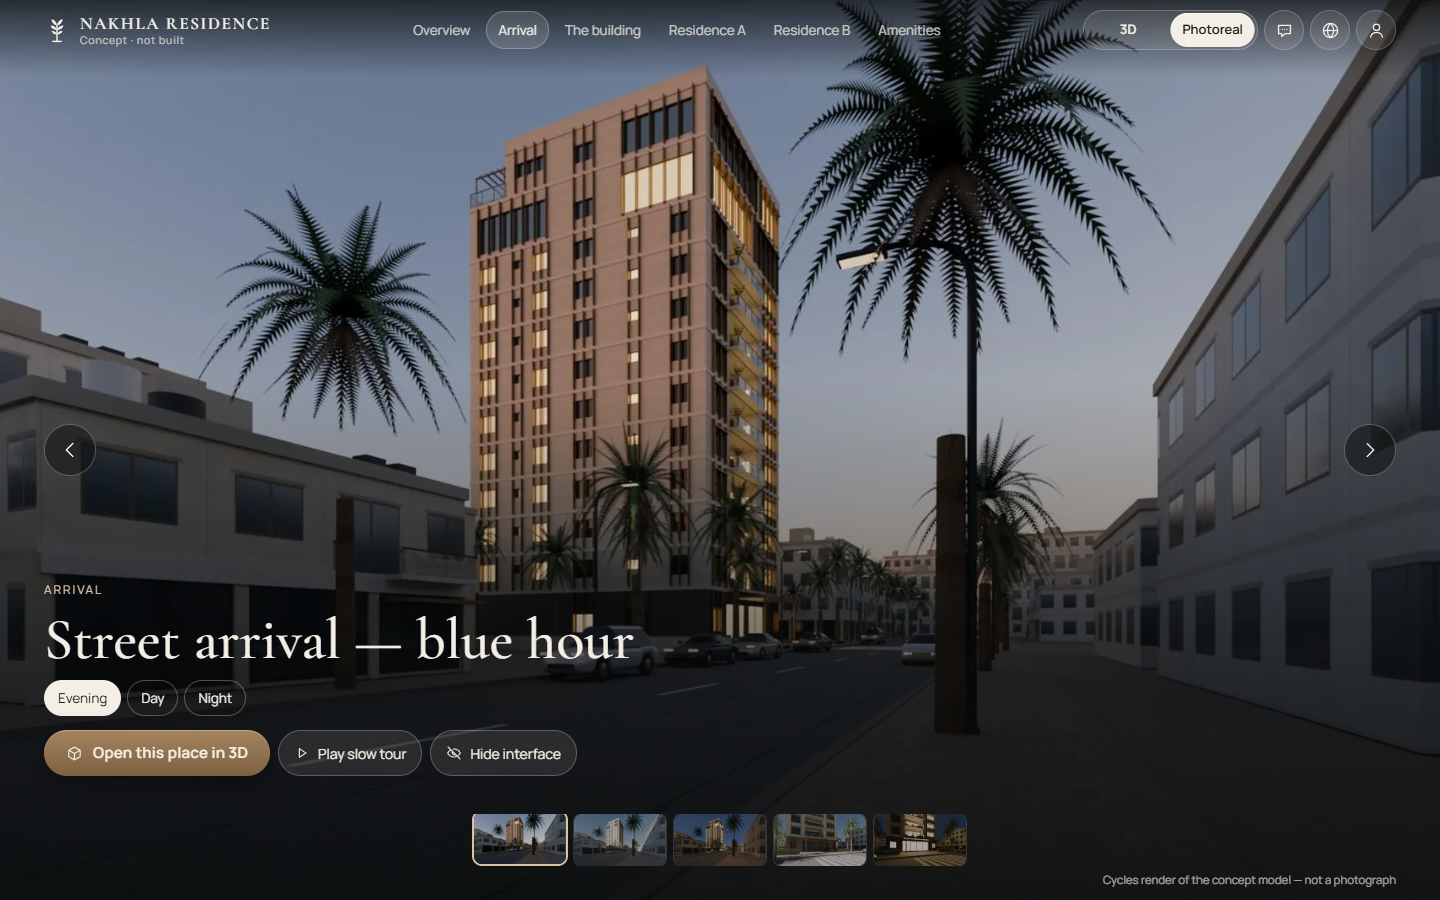 NAKHLA RESIDENCE
Concept · not built
Overview
Arrival
The building
Residence A
Residence B
Amenities
3D
Photoreal
ARRIVAL
Street arrival — blue hour
Evening
Day
Night
Open this place in 3D
Play slow tour
Hide interface
Cycles render of the concept model — not a photograph